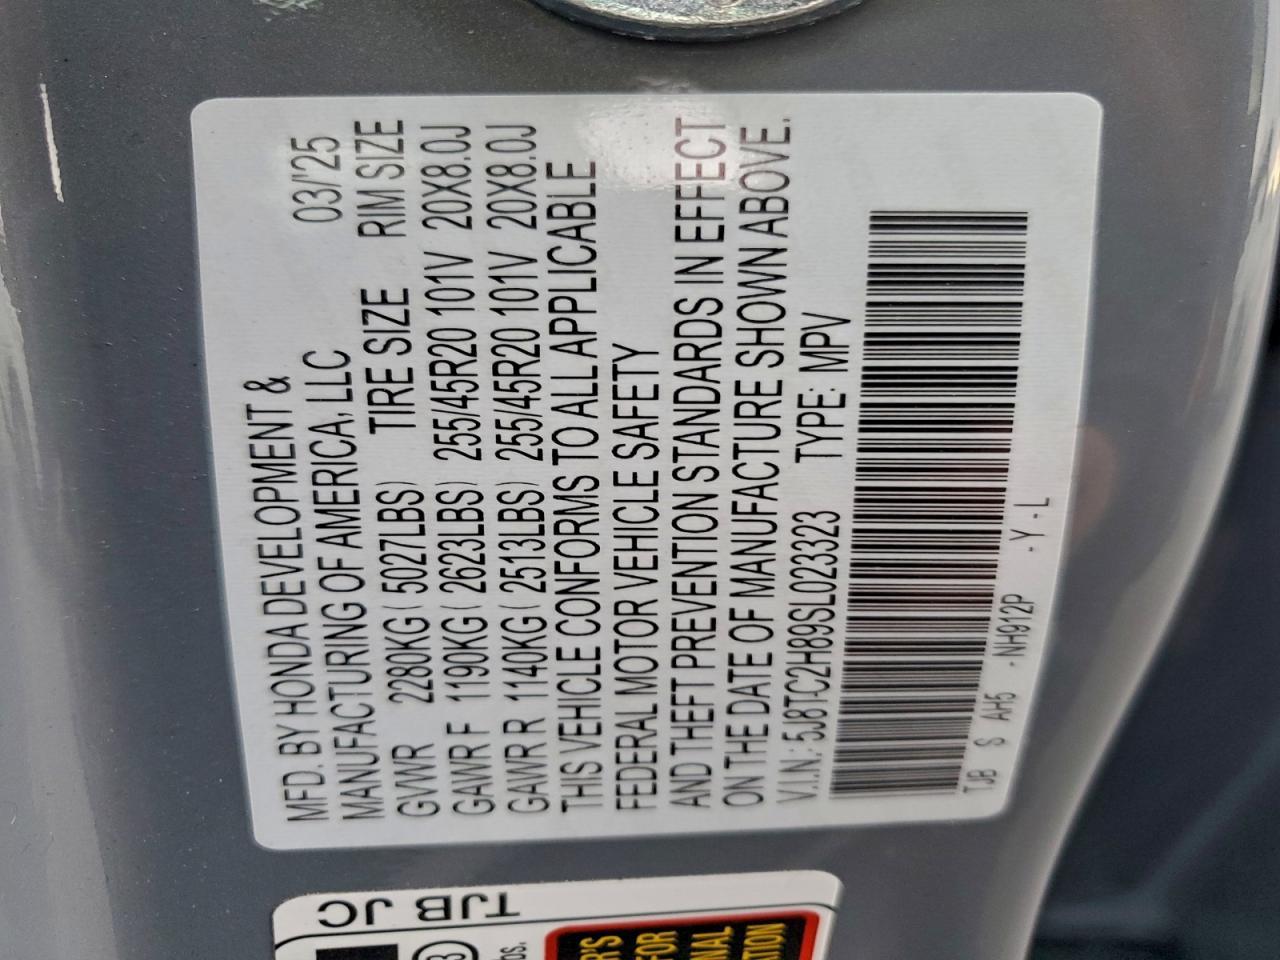 MFD. BY HONDA DEVELOPMENT &
MANUFACTURING OF AMERICA, LLC 03/'25
GVWR 2280KG ( 5027LBS) TIRE SIZE RIM SIZE
GAWR F 1190KG ( 2623LBS) 255/45R20 101V 20X8.0J
GAWR R 1140KG ( 2513LBS) 255/45R20 101V 20X8.0J
THIS VEHICLE CONFORMS TO ALL APPLICABLE
FEDERAL MOTOR VEHICLE SAFETY
AND THEFT PREVENTION STANDARDS IN EFFECT
ON THE DATE OF MANUFACTURE SHOWN ABOVE.
V.I.N.: 5J8TC2H89SL023323 TYPE: MPV
TJB S AH5 - NH912P - Y - L
TJB JC
FOR